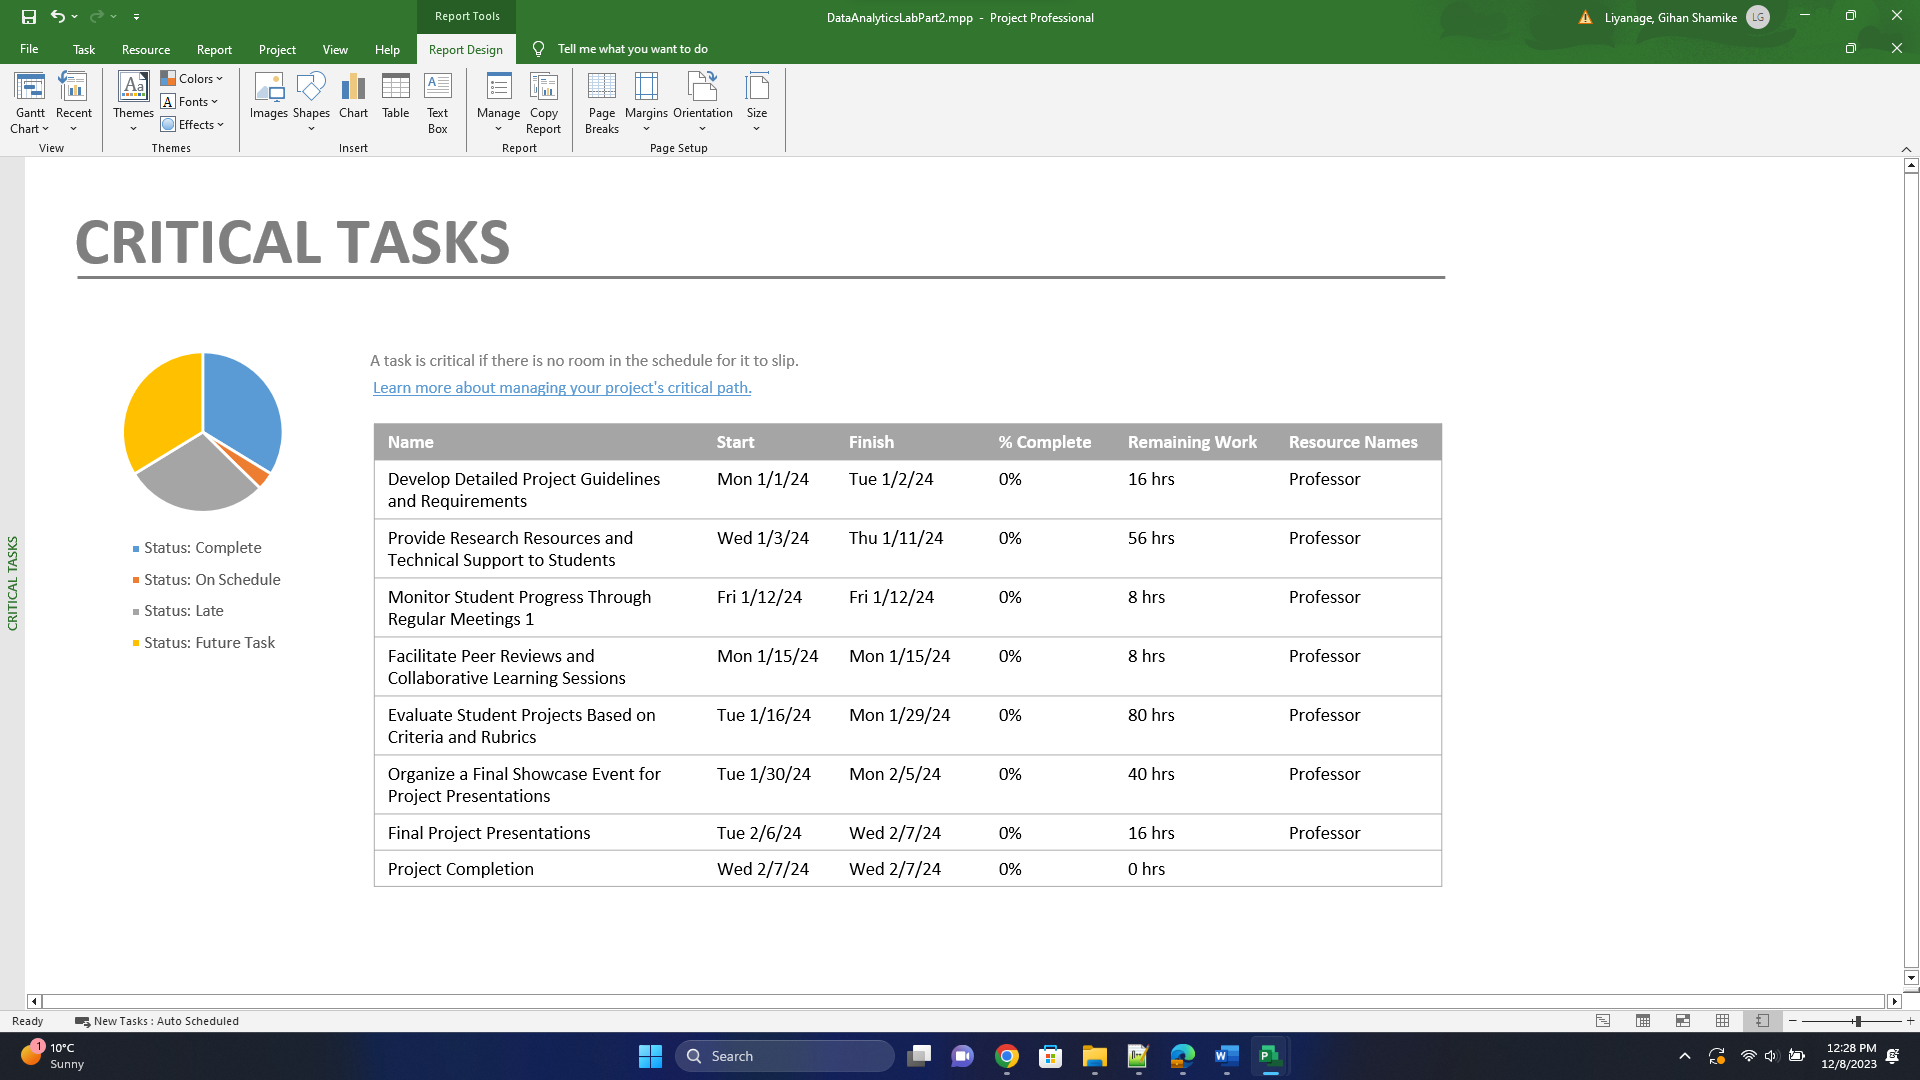 Report Tools
DataAnalyticsLabPart2.mpp - Project Professional
Liyanage, Gihan Shamike
LG
File
Task
Resource
Report
Project
View
Help
Report Design
Tell me what you want to do
Gantt Chart
Recent
View
Themes
Colors
Fonts
Effects
Themes
Images
Shapes
Chart
Table
Text Box
Insert
Manage
Copy Report
Report
Page Breaks
Margins
Orientation
Size
Page Setup
CRITICAL TASKS
CRITICAL TASKS
A task is critical if there is no room in the schedule for it to slip.
Learn more about managing your project's critical path.
Status: Complete
Status: On Schedule
Status: Late
Status: Future Task
Name Start Finish % Complete Remaining Work Resource Names
Develop Detailed Project Guidelines Mon 1/1/24 Tue 1/2/24 0% 16 hrs Professor
and Requirements
Provide Research Resources and Wed 1/3/24 Thu 1/11/24 0% 56 hrs Professor
Technical Support to Students
Monitor Student Progress Through Fri 1/12/24 Fri 1/12/24 0% 8 hrs Professor
Regular Meetings 1
Facilitate Peer Reviews and Mon 1/15/24 Mon 1/15/24 0% 8 hrs Professor
Collaborative Learning Sessions
Evaluate Student Projects Based on Tue 1/16/24 Mon 1/29/24 0% 80 hrs Professor
Criteria and Rubrics
Organize a Final Showcase Event for Tue 1/30/24 Mon 2/5/24 0% 40 hrs Professor
Project Presentations
Final Project Presentations Tue 2/6/24 Wed 2/7/24 0% 16 hrs Professor
Project Completion Wed 2/7/24 Wed 2/7/24 0% 0 hrs
Ready
New Tasks : Auto Scheduled
1
10°C
Sunny
Search
12:28 PM
12/8/2023